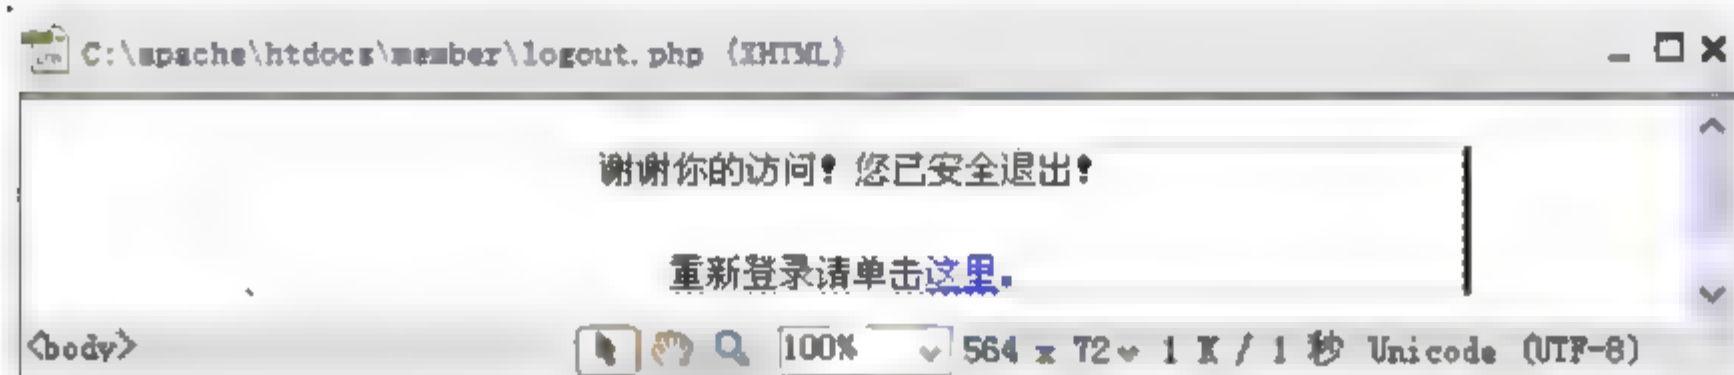 C:\apache\htdocs\member\logout.php (XHTML)
谢谢你的访问!您已安全退出!
重新登录请单击这里。
<body> 100% 564 x 72 1 K / 1 秒 Unicode (UTF-8)